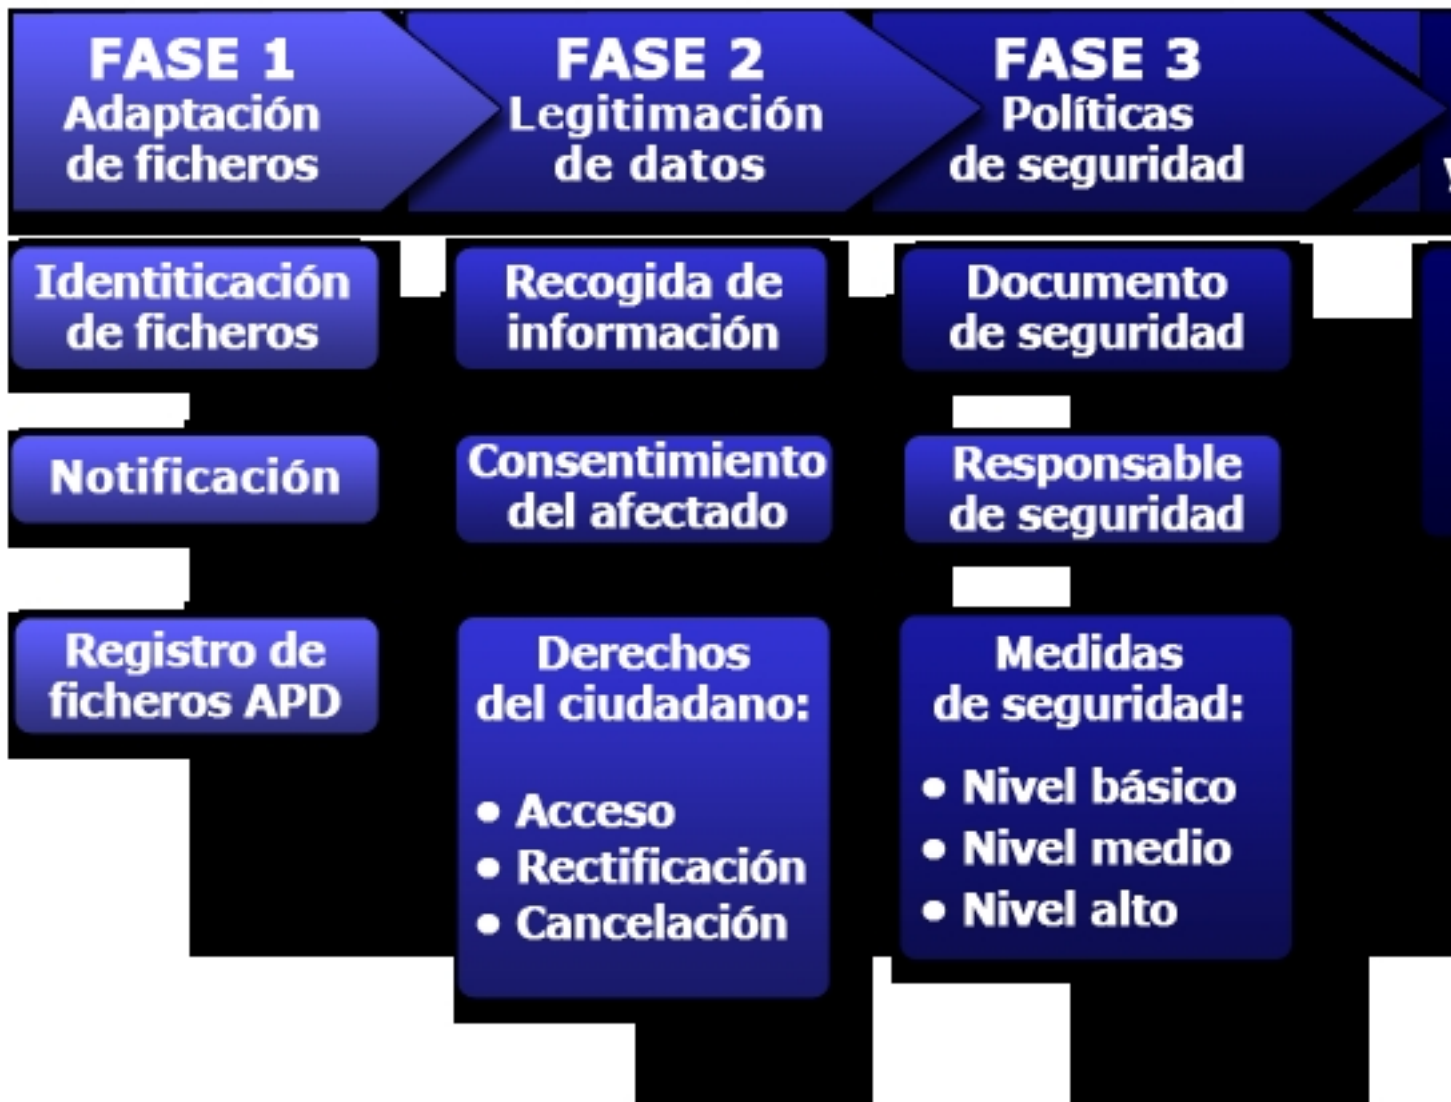 FASE 1
Adaptación
de ficheros
FASE 2
Legitimación
de datos
FASE 3
Políticas
de seguridad
y
Identiticación
de ficheros
Notificación
Registro de
ficheros APD
Recogida de
información
Consentimiento
del afectado
Derechos
del ciudadano:
• Acceso
• Rectificación
• Cancelación
Documento
de seguridad
Responsable
de seguridad
Medidas
de seguridad:
• Nivel básico
• Nivel medio
• Nivel alto